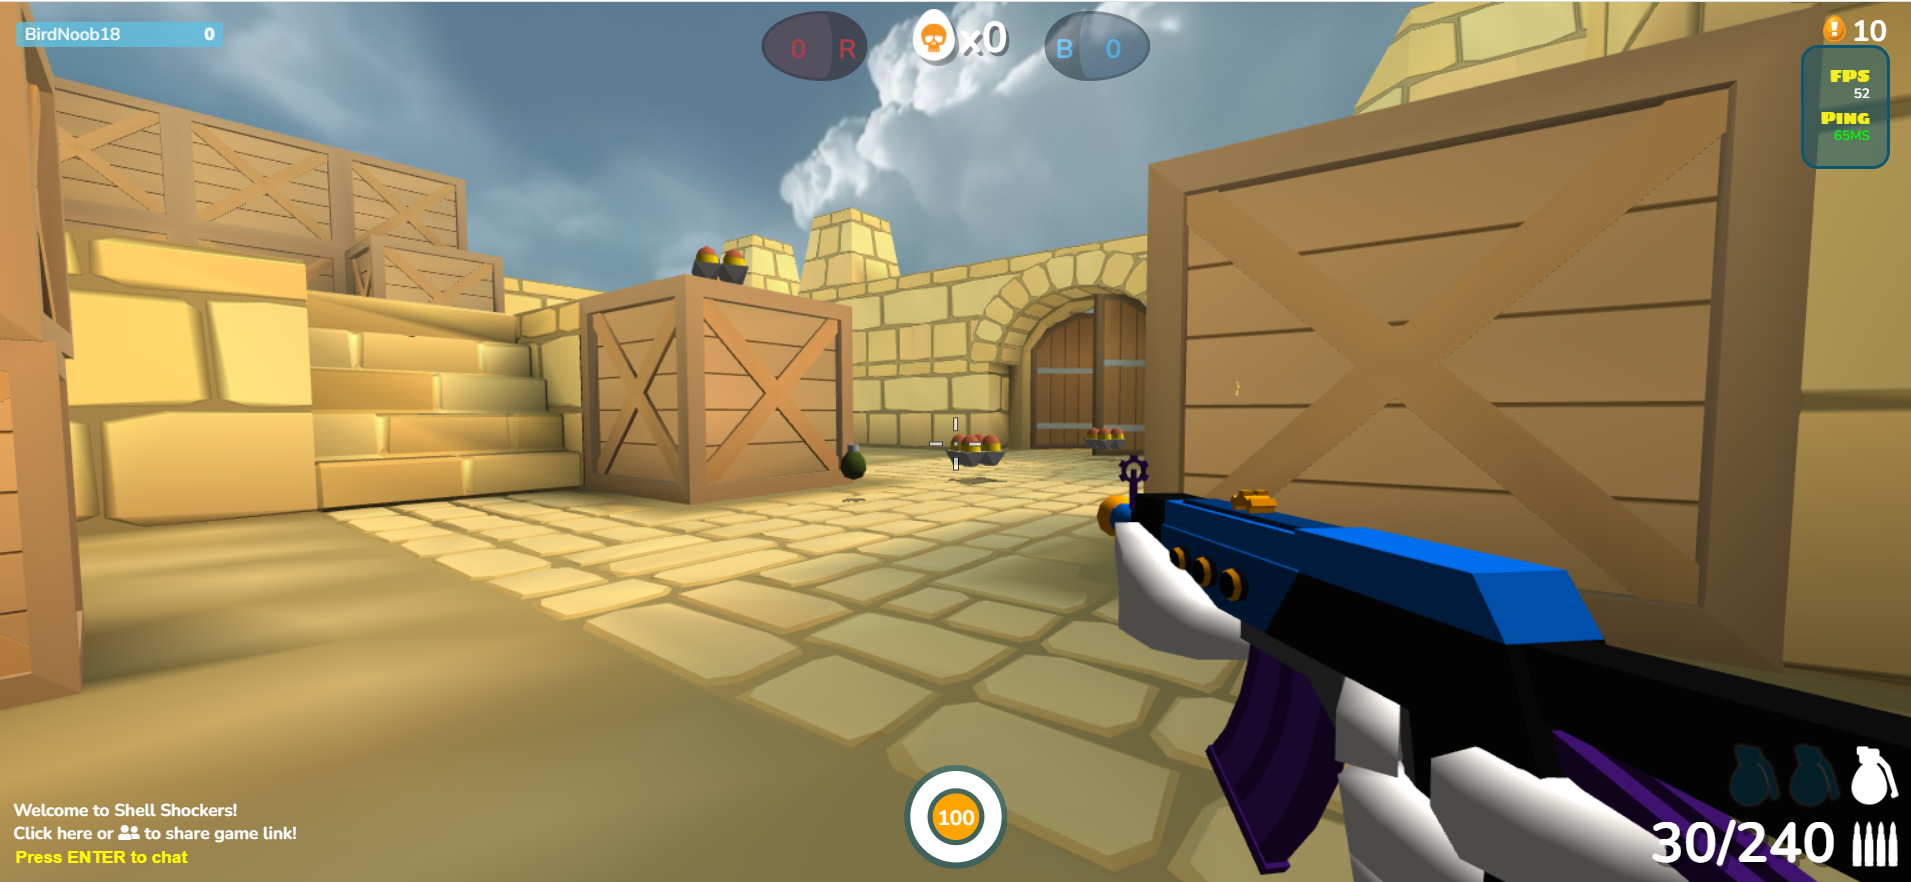 BirdNoob18 0
0 R
x0
B 0
! 10
FPS
52
PING
65MS
Welcome to Shell Shockers!
Click here or to share game link!
Press ENTER to chat
100
30/240